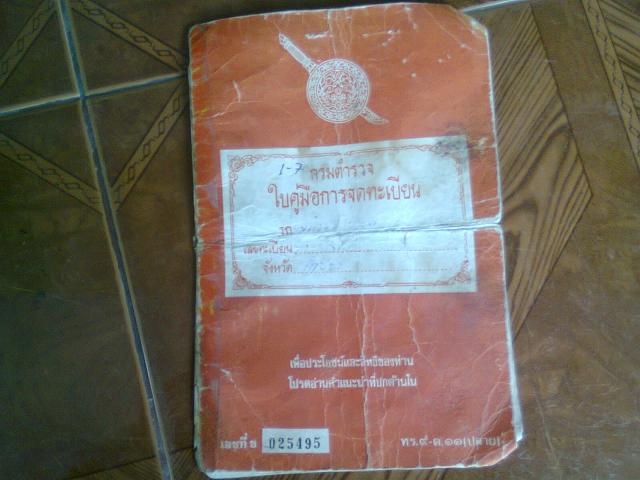 1-7 กรมตำรวจ
ใบคู่มือการจดทะเบียน
รถ
เลขทะเบียน
จังหวัด
เพื่อประโยชน์และสิทธิของท่าน
โปรดอ่านคำแนะนำที่ปกด้านใน
เลขที่ ย 025495
ทร.๙-ต.๑๑(ปลาย)